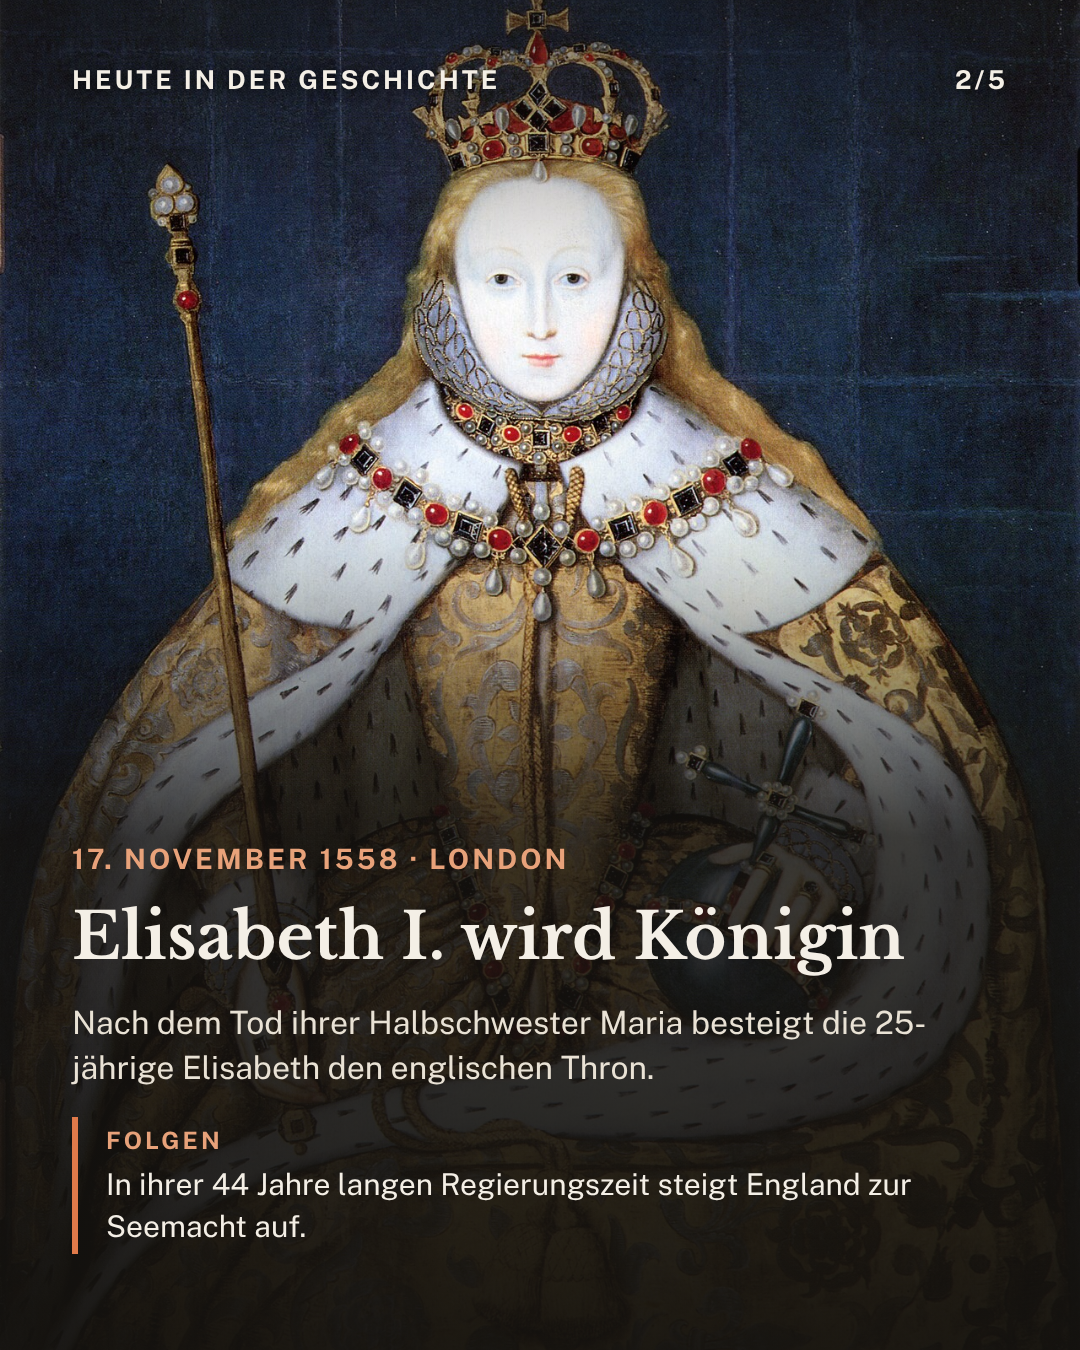 HEUTE IN DER GESCHICHTE
2/5
17. NOVEMBER 1558 · LONDON
Elisabeth I. wird Königin
Nach dem Tod ihrer Halbschwester Maria besteigt die 25-
jährige Elisabeth den englischen Thron.
FOLGEN
In ihrer 44 Jahre langen Regierungszeit steigt England zur
Seemacht auf.